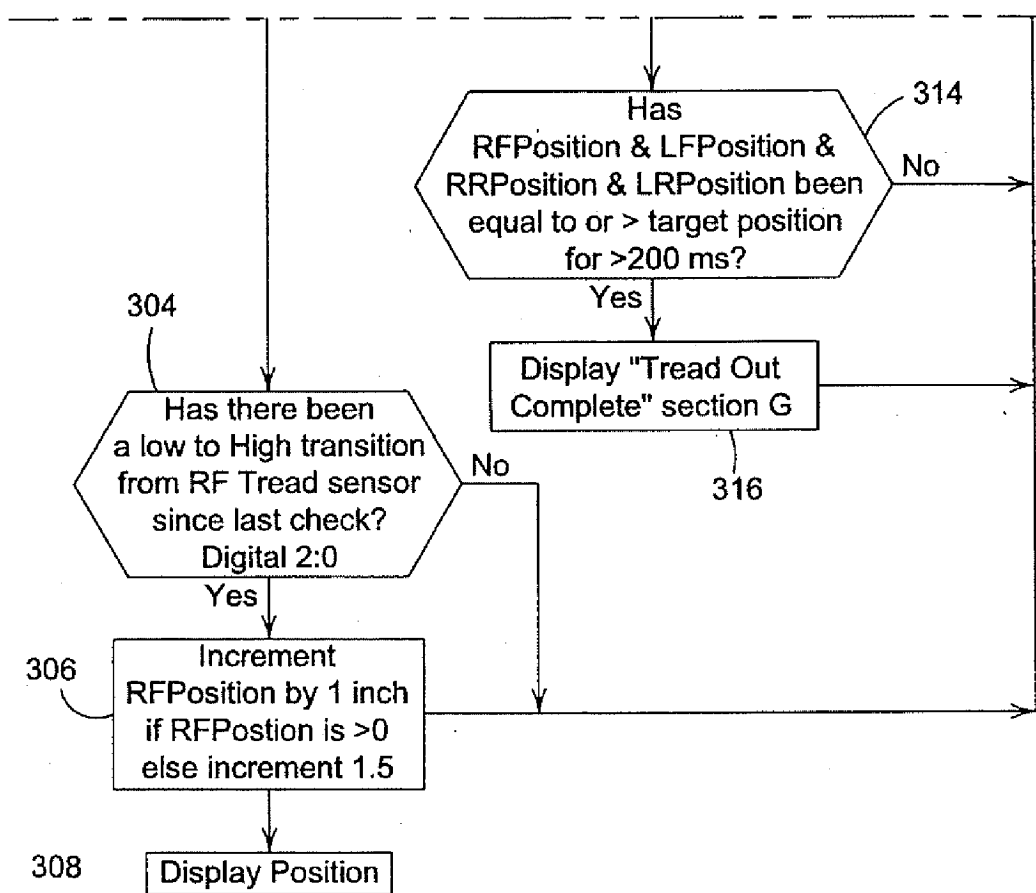 314
Has
RFPosition & LFPosition &
RRPosition & LRPosition been
equal to or > target position
for >200 ms?
No
Yes
Display "Tread Out
Complete" section G
316
304
Has there been
a low to High transition
from RF Tread sensor
since last check?
Digital 2:0
No
Yes
306
Increment
RFPosition by 1 inch
if RFPostion is >0
else increment 1.5
308
Display Position